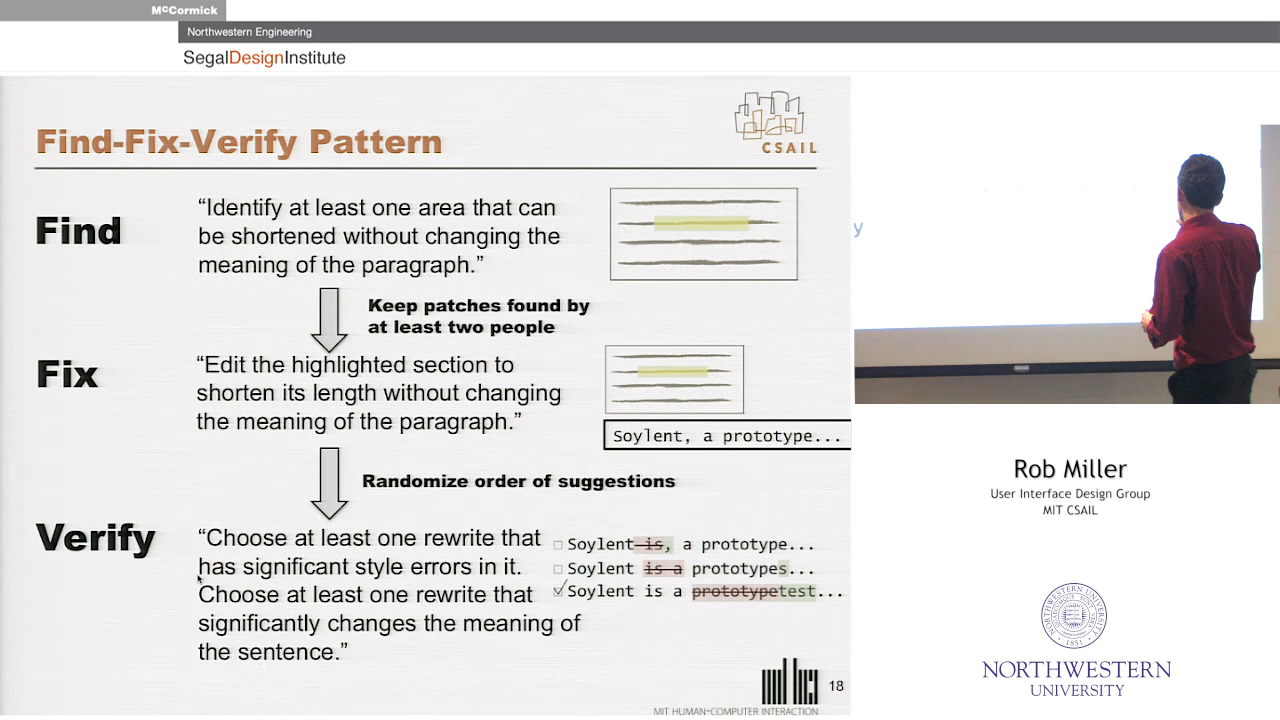 McCormick
Northwestern Engineering
SegalDesignInstitute
Find-Fix-Verify Pattern
CSAIL
Find
“Identify at least one area that can
be shortened without changing the
meaning of the paragraph.”
Keep patches found by
at least two people
Fix
“Edit the highlighted section to
shorten its length without changing
the meaning of the paragraph.”
Soylent, a prototype...
Randomize order of suggestions
Verify
“Choose at least one rewrite that
has significant style errors in it.
Choose at least one rewrite that
significantly changes the meaning of
the sentence.”
Soylent is, a prototype...
Soylent is a prototypes...
Soylent is a prototypetest...
18
MIT HUMAN-COMPUTER INTERACTION
y
Rob Miller
User Interface Design Group
MIT CSAIL
1851
NORTHWESTERN
UNIVERSITY